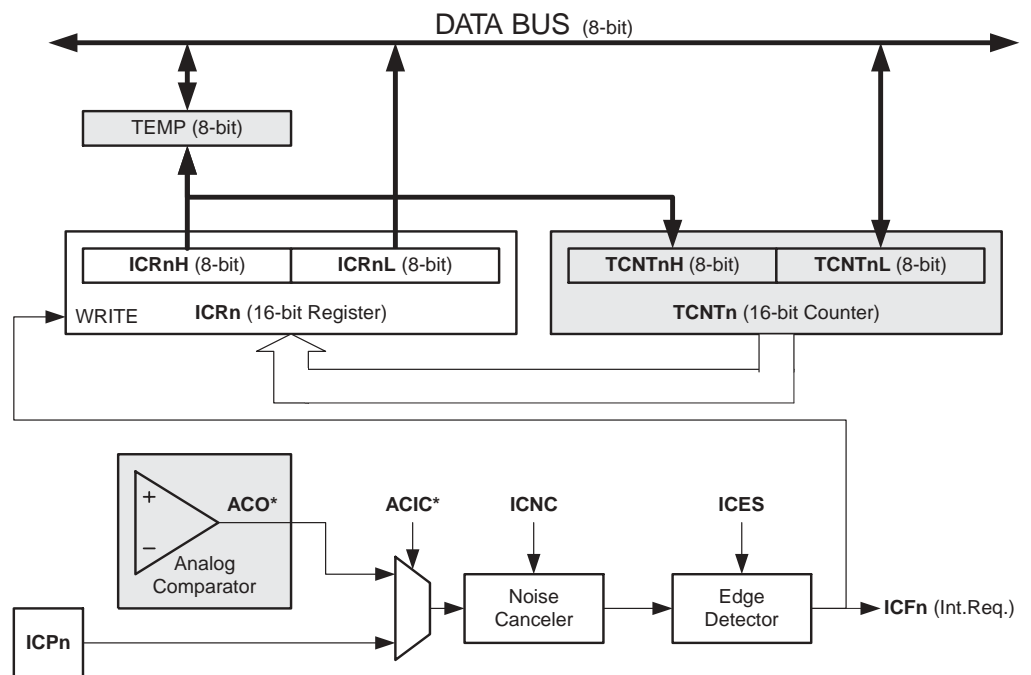 DATA BUS (8-bit)
TEMP (8-bit)
ICRnH (8-bit)
ICRnL (8-bit)
TCNTnH (8-bit)
TCNTnL (8-bit)
WRITE
ICRn (16-bit Register)
TCNTn (16-bit Counter)
+
−
ACO*
Analog
Comparator
ACIC*
ICNC
ICES
Noise
Canceler
Edge
Detector
ICFn (Int.Req.)
ICPn